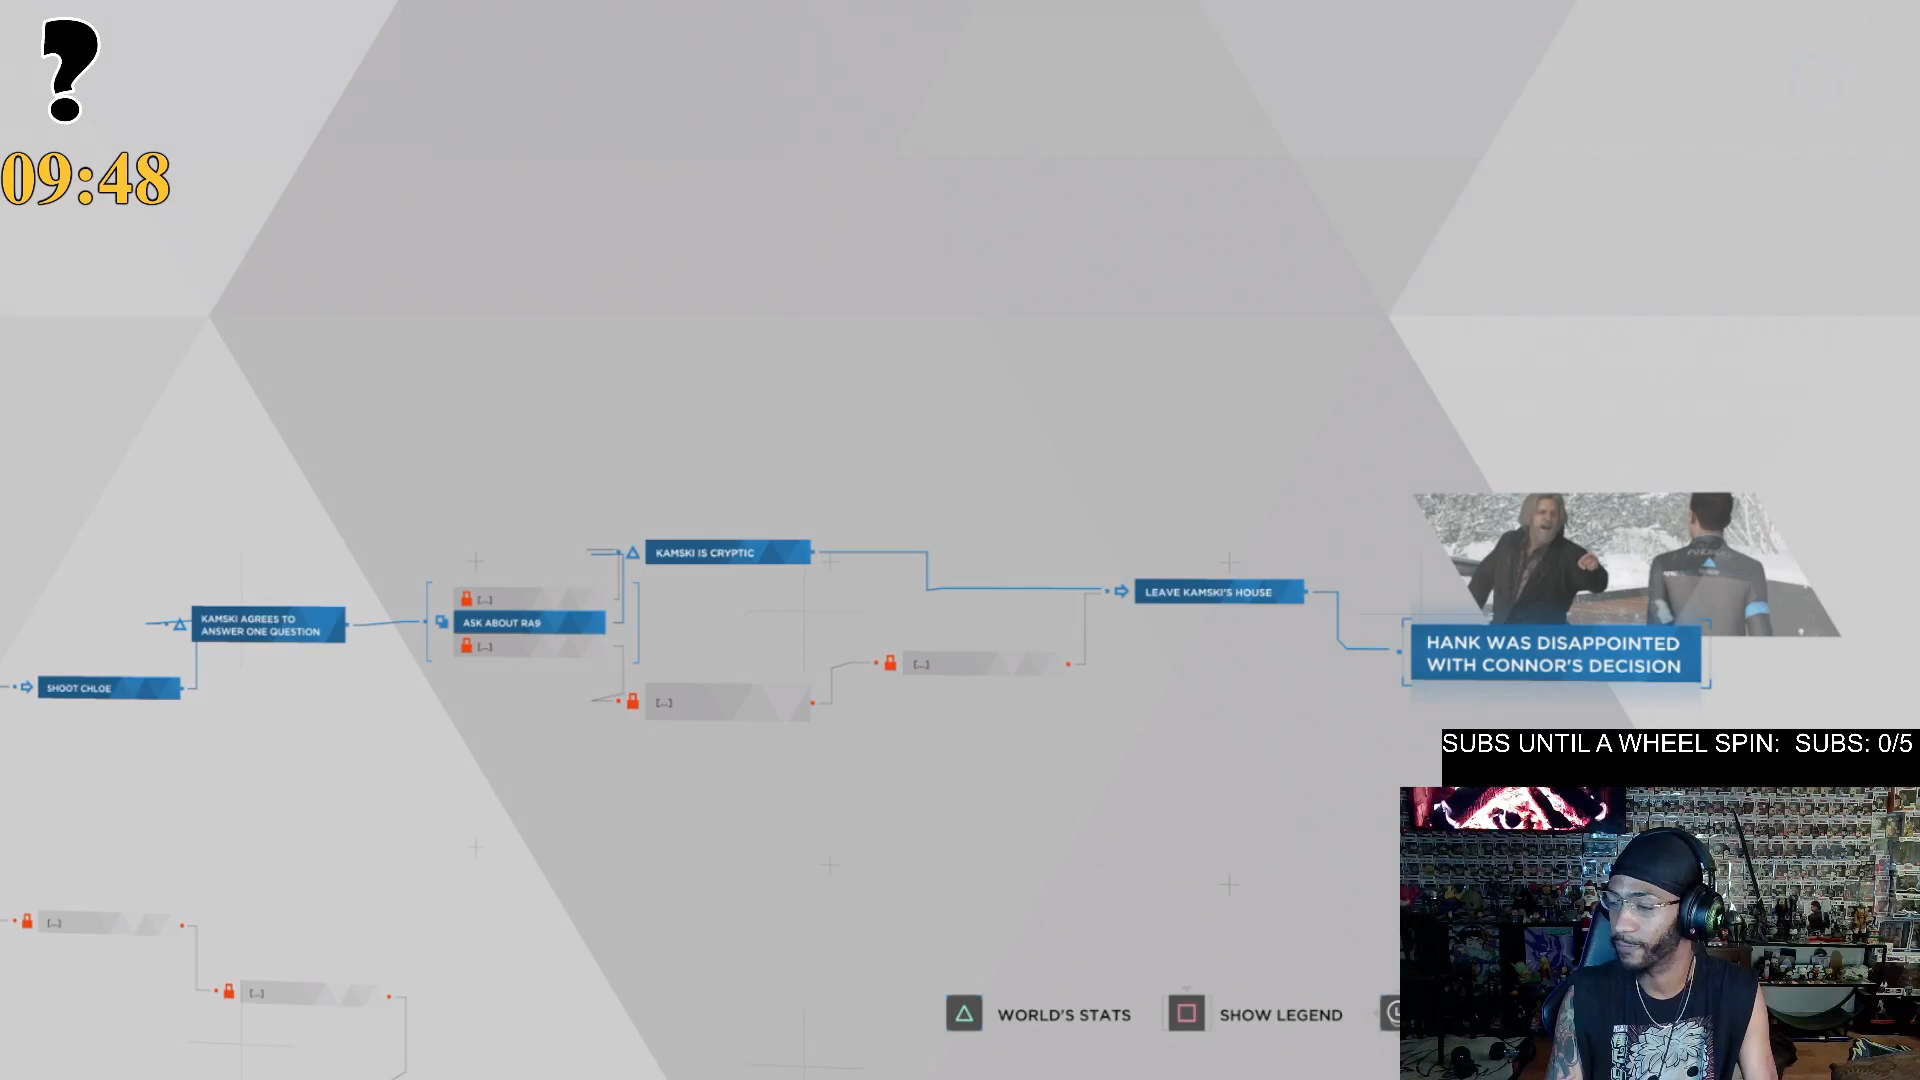 ?
09:48
KAMSKI IS CRYPTIC
[...]
ASK ABOUT RA9
[...]
KAMSKI AGREES TO
ANSWER ONE QUESTION
LEAVE KAMSKI'S HOUSE
HANK WAS DISAPPOINTED
WITH CONNOR'S DECISION
[...]
SHOOT CHLOE
[...]
SUBS UNTIL A WHEEL SPIN: SUBS: 0/5
[...]
[...]
WORLD'S STATS
SHOW LEGEND